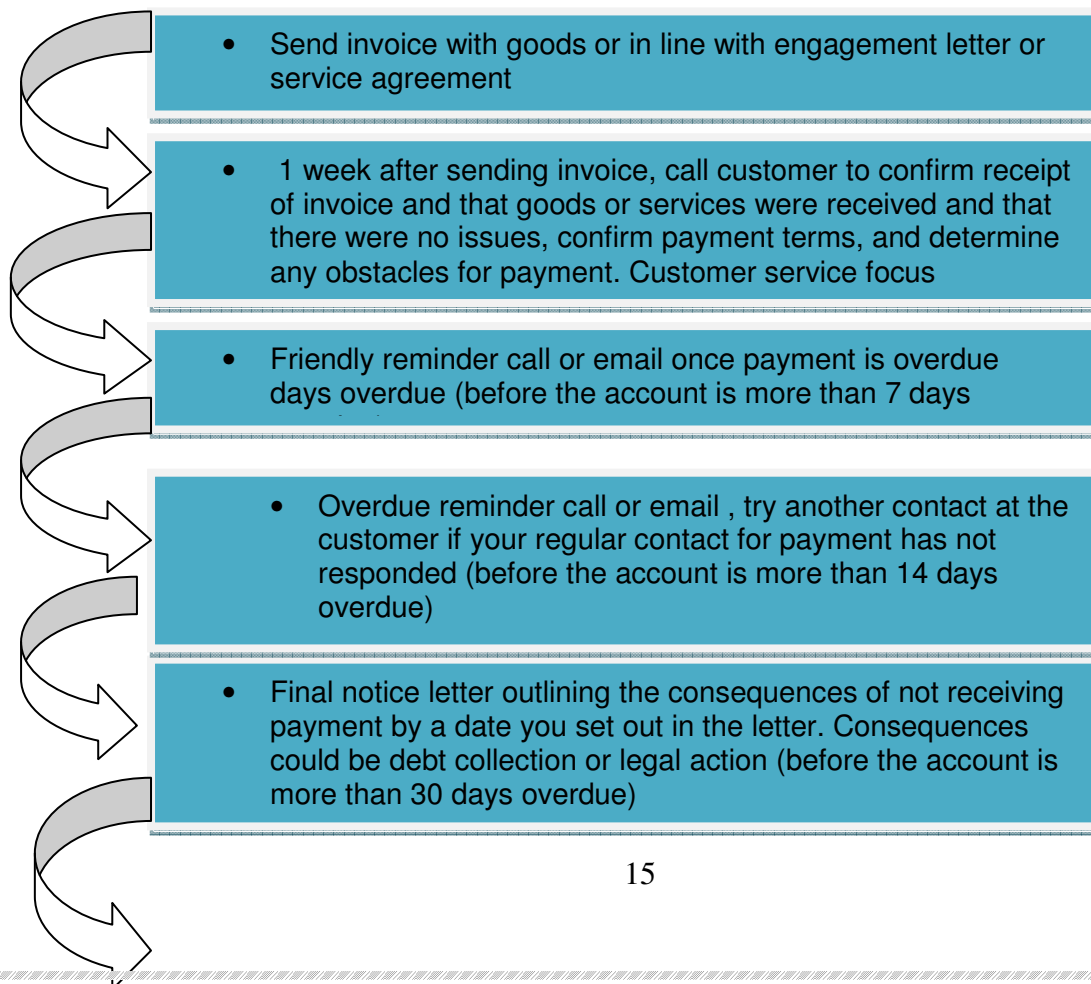 • Send invoice with goods or in line with engagement letter or
service agreement
• 1 week after sending invoice, call customer to confirm receipt
of invoice and that goods or services were received and that
there were no issues, confirm payment terms, and determine
any obstacles for payment. Customer service focus
• Friendly reminder call or email once payment is overdue
days overdue (before the account is more than 7 days
• Overdue reminder call or email , try another contact at the
customer if your regular contact for payment has not
responded (before the account is more than 14 days
overdue)
• Final notice letter outlining the consequences of not receiving
payment by a date you set out in the letter. Consequences
could be debt collection or legal action (before the account is
more than 30 days overdue)
15